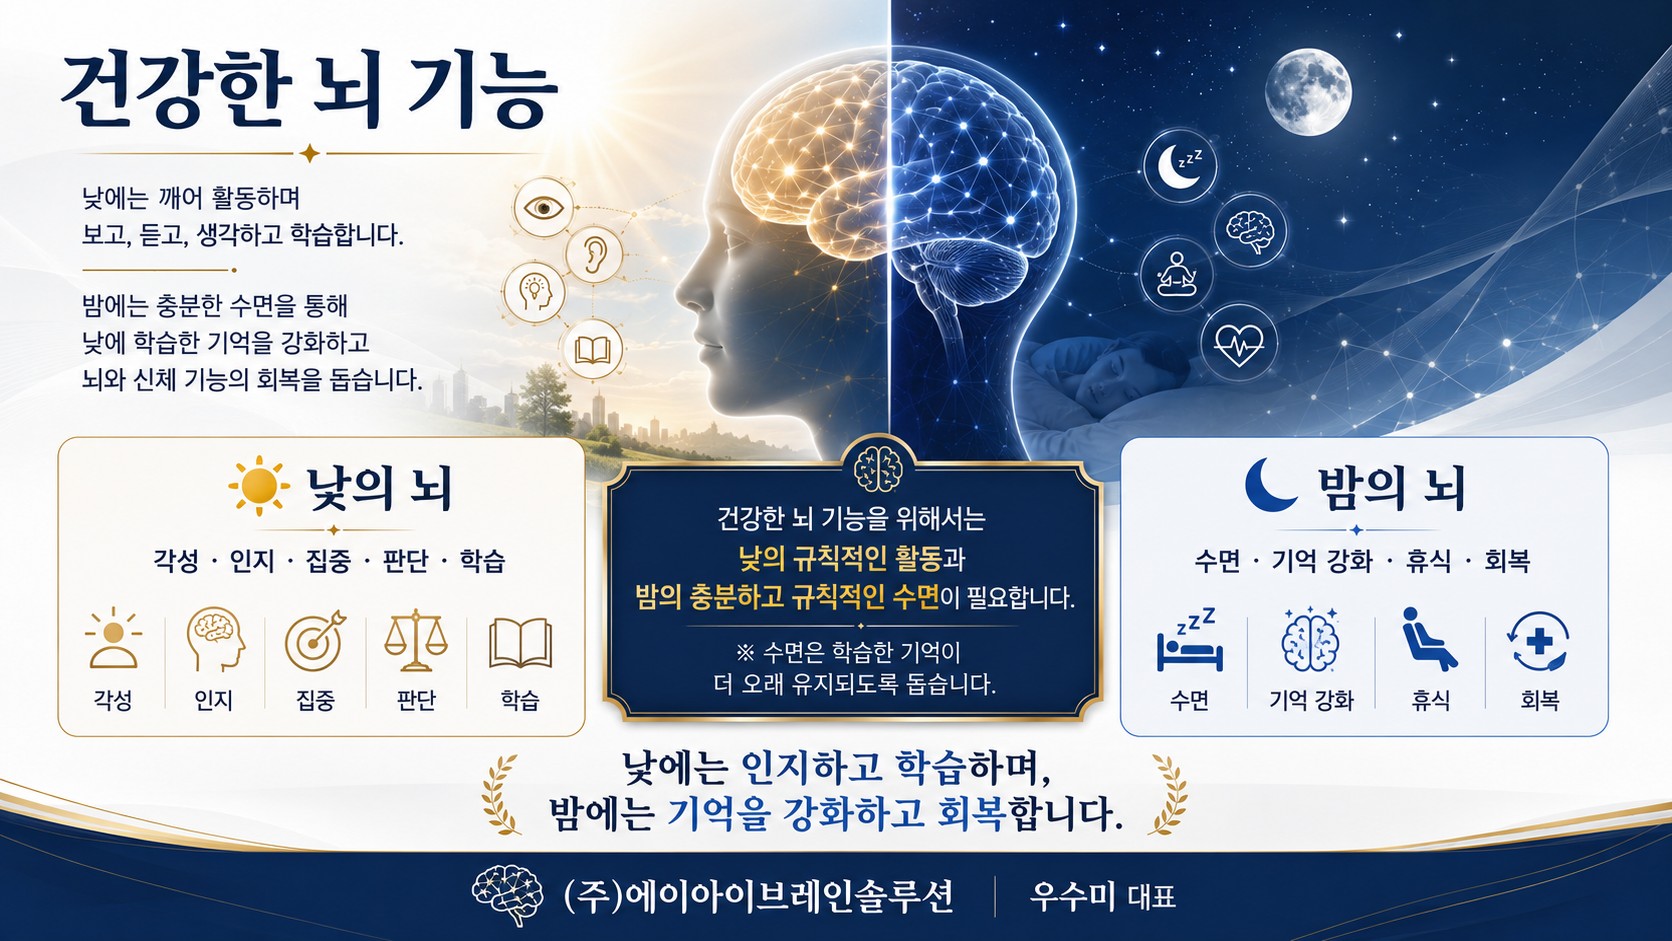 건강한 뇌 기능
낮에는 깨어 활동하며
보고, 듣고, 생각하고 학습합니다.
밤에는 충분한 수면을 통해
낮에 학습한 기억을 강화하고
뇌와 신체 기능의 회복을 돕습니다.
zzz
낮의 뇌
각성 · 인지 · 집중 · 판단 · 학습
각성
인지
집중
판단
학습
건강한 뇌 기능을 위해서는
낮의 규칙적인 활동과
밤의 충분하고 규칙적인 수면이 필요합니다.
※ 수면은 학습한 기억이
더 오래 유지되도록 돕습니다.
밤의 뇌
수면 · 기억 강화 · 휴식 · 회복
zzZ
수면
기억 강화
휴식
회복
낮에는 인지하고 학습하며,
밤에는 기억을 강화하고 회복합니다.
(주)에이아이브레인솔루션
우수미 대표